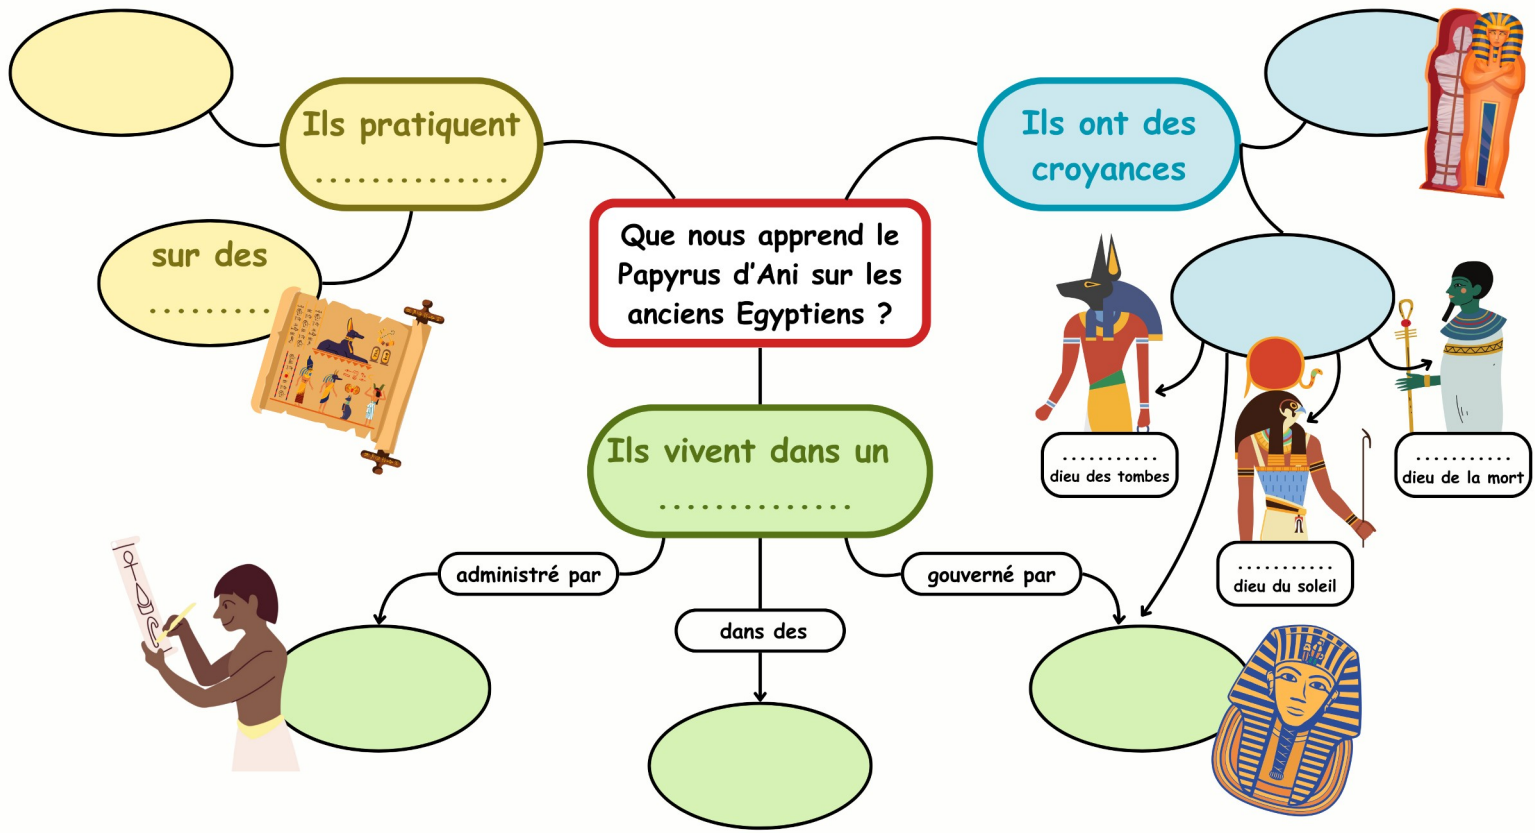 Ils pratiquent
..............
sur des
.........
Que nous apprend le
Papyrus d'Ani sur les
anciens Egyptiens ?
Ils ont des
croyances
...........
dieu des tombes
...........
dieu du soleil
...........
dieu de la mort
Ils vivent dans un
..............
administré par
dans des
gouverné par